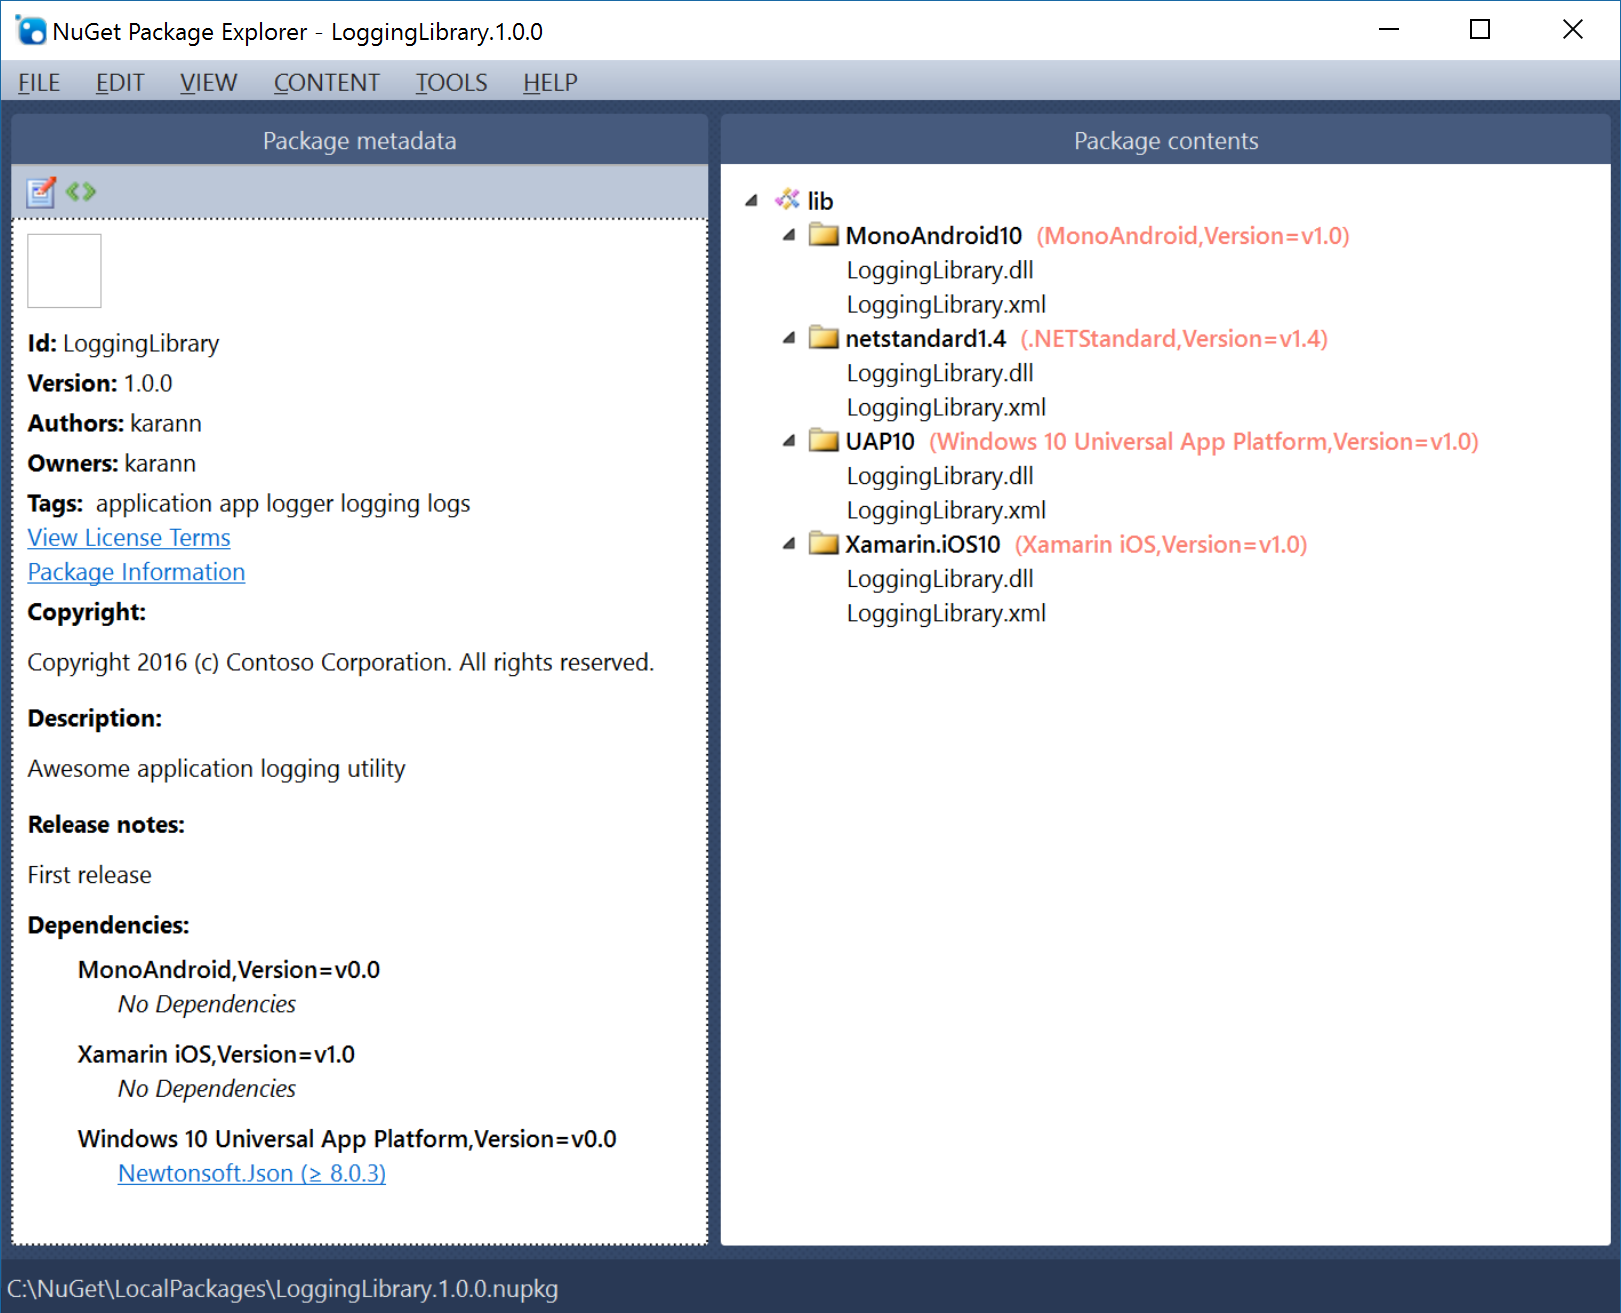 NuGet Package Explorer - LoggingLibrary.1.0.0
FILE EDIT VIEW CONTENT TOOLS HELP
Package metadata
Id: LoggingLibrary
Version: 1.0.0
Authors: karann
Owners: karann
Tags: application app logger logging logs
View License Terms
Package Information
Copyright:
Copyright 2016 (c) Contoso Corporation. All rights reserved.
Description:
Awesome application logging utility
Release notes:
First release
Dependencies:
MonoAndroid,Version=v0.0
No Dependencies
Xamarin iOS,Version=v1.0
No Dependencies
Windows 10 Universal App Platform,Version=v0.0
Newtonsoft.Json (≥ 8.0.3)
Package contents
lib
MonoAndroid10 (MonoAndroid,Version=v1.0)
LoggingLibrary.dll
LoggingLibrary.xml
netstandard1.4 (.NETStandard,Version=v1.4)
LoggingLibrary.dll
LoggingLibrary.xml
UAP10 (Windows 10 Universal App Platform,Version=v1.0)
LoggingLibrary.dll
LoggingLibrary.xml
Xamarin.iOS10 (Xamarin iOS,Version=v1.0)
LoggingLibrary.dll
LoggingLibrary.xml
C:\NuGet\LocalPackages\LoggingLibrary.1.0.0.nupkg